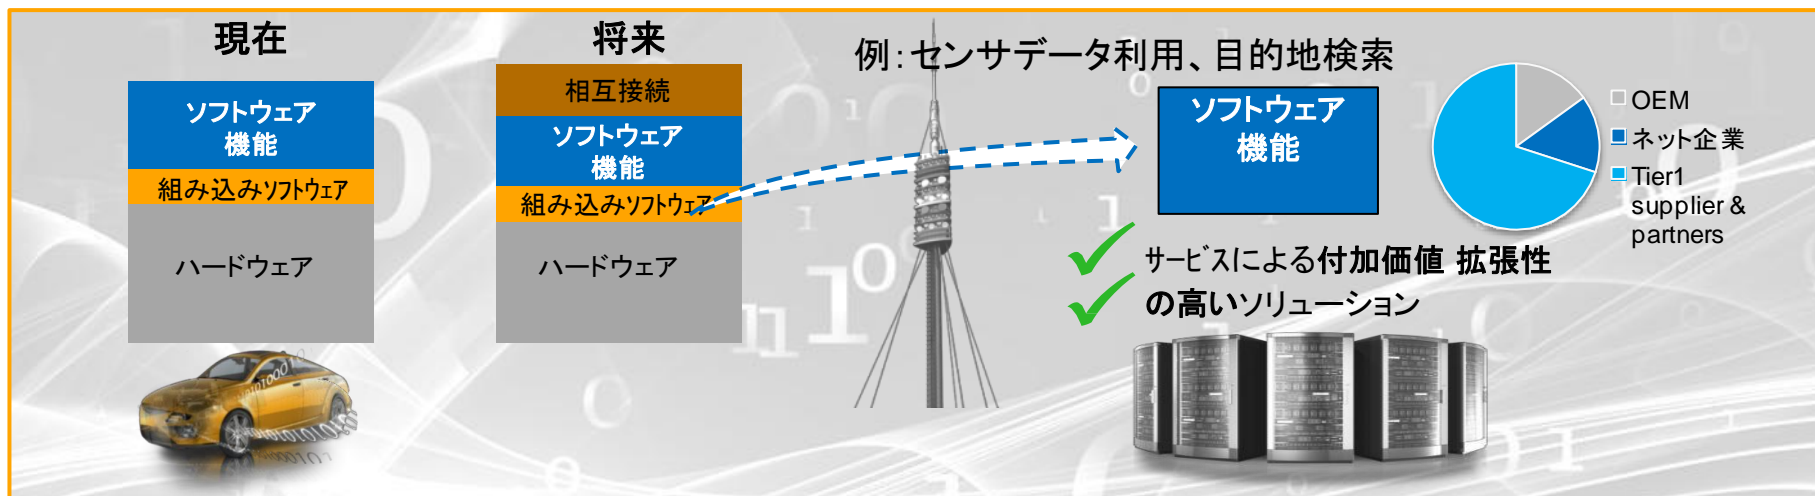 現在
ソフトウェア
機能
組み込みソフトウェア
ハードウェア
将来
相互接続
ソフトウェア
機能
組み込みソフトウェア
ハードウェア
例：センサデータ利用、目的地検索
ソフトウェア
機能
OEM
ネット企業
Tier1
supplier &
partners
サービスによる付加価値 拡張性
の高いソリューション